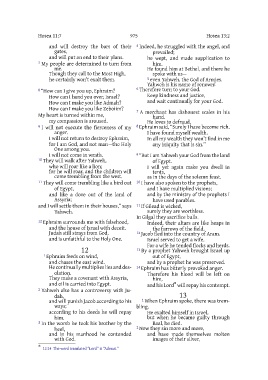 Hosea 11:7
975
Hosea 13:2
and will destroy the bars of their
gates,
and will put an end to their plans.
7 My people are determined to turn from
me.
Though they call to the Most High,
he certainly won't exalt them.
8 "How can I give you up, Ephraim?
How can I hand you over, Israel?
How can I make you like Admah?
How can I make you like Zeboiim?
My heart is turned within me,
my compassion is aroused.
9 I will not execute the fierceness of my
anger.
I will not return to destroy Ephraim,
for I am God, and not man—the Holy
One among you.
I will not come in wrath.
10 They will walk after Yahweh,
who will roar like a lion;
for he will roar, and the children will
come trembling from the west.
11 They will come trembling like a bird out
of Egypt,
and like a dove out of the land of
Assyria;
and I will settle them in their houses," says
Yahweh.
12 Ephraim surrounds me with falsehood,
and the house of Israel with deceit.
Judah still strays from God,
and is unfaithful to the Holy One.
12
1 Ephraim feeds on wind,
and chases the east wind.
He continually multiplies lies and deso-
lation.
They make a covenant with Assyria,
and oil is carried into Egypt.
2 Yahweh also has a controversy with Ju-
dah,
and will punish Jacob according to his
ways;
according to his deeds he will repay
him.
3 In the womb he took his brother by the
heel,
and in his manhood he contended
with God.
4 Indeed, he struggled with the angel, and
prevailed;
he wept, and made supplication to
him.
He found him at Bethel, and there he
spoke with us—
5 even Yahweh, the God of Armies.
Yahweh is his name of renown!
6 Therefore turn to your God.
Keep kindness and justice,
and wait continually for your God.
7 A merchant has dishonest scales in his
hand.
He loves to defraud.
8 Ephraim said, "Surely I have become rich.
I have found myself wealth.
In all my wealth they won't find in me
any iniquity that is sin."
9 "But I am Yahweh your God from the land
of Egypt.
I will yet again make you dwell in
tents,
as in the days of the solemn feast.
10 I have also spoken to the prophets,
and I have multiplied visions;
and by the ministry of the prophets I
have used parables.
11 If Gilead is wicked,
surely they are worthless.
In Gilgal they sacrifice bulls.
Indeed, their altars are like heaps in
the furrows of the field.
12 Jacob fled into the country of Aram.
Israel served to get a wife.
For a wife he tended flocks and herds.
13 By a prophet Yahweh brought Israel up
out of Egypt,
and by a prophet he was preserved.
14 Ephraim has bitterly provoked anger.
Therefore his blood will be left on
him,
and his Lord* will repay his contempt.
13
1 When Ephraim spoke, there was trem-
bling.
He exalted himself in Israel,
but when he became guilty through
Baal, he died.
2 Now they sin more and more,
and have made themselves molten
images of their silver,
12:14 The word translated "Lord" is "Adonai."